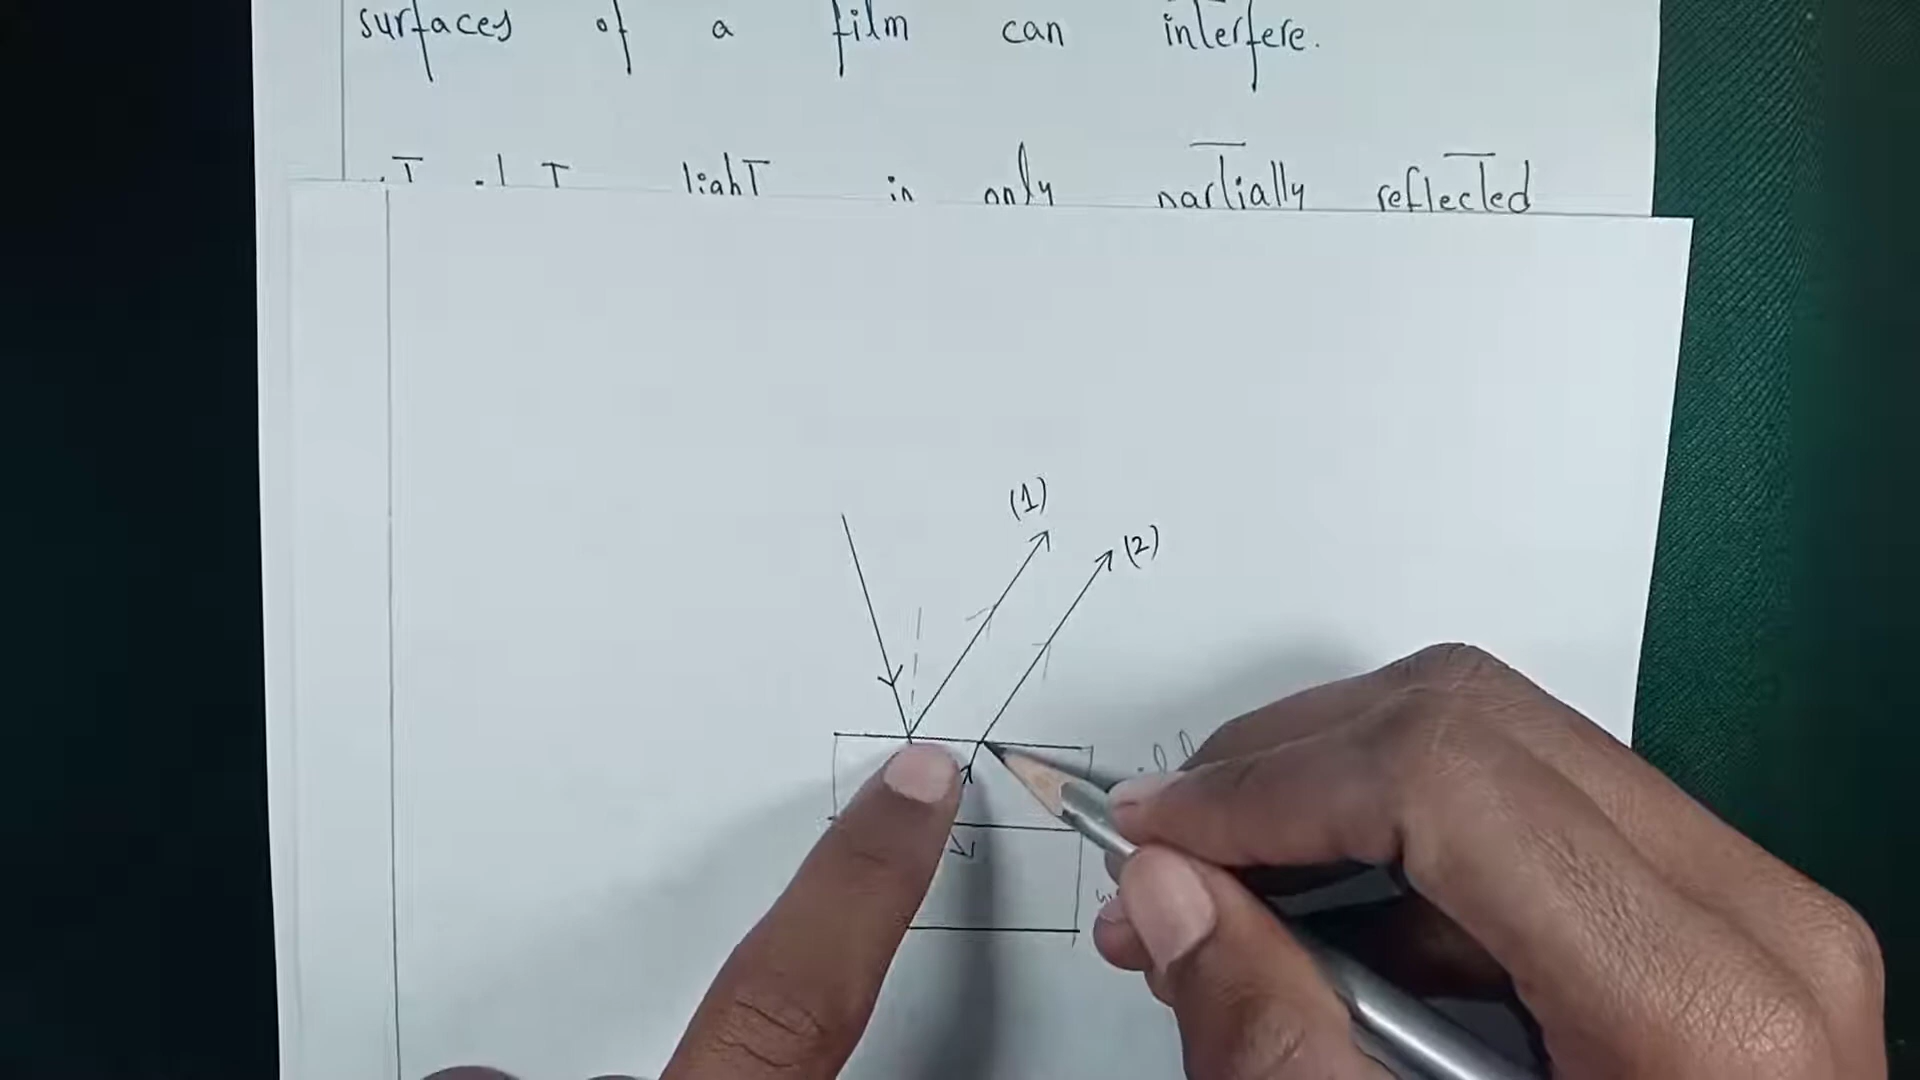 surfaces of a film can interfere.
light is only partially reflected
(1)
(2)